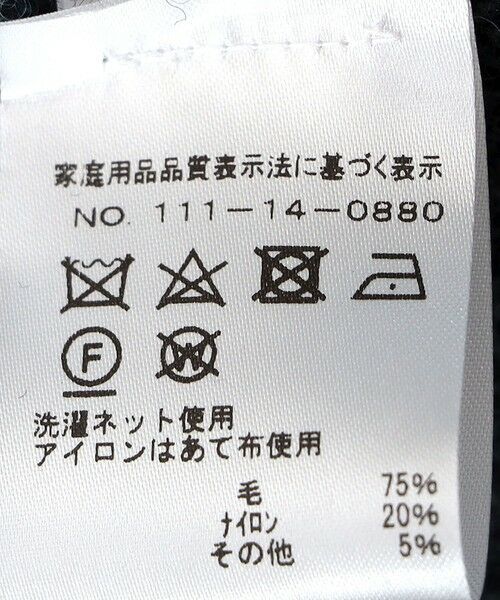 家庭用品品質表示法に基づく表示
NO. 111-14-0880
F W
洗濯ネット使用
アイロンはあて布使用
毛 75%
ナイロン 20%
その他 5%